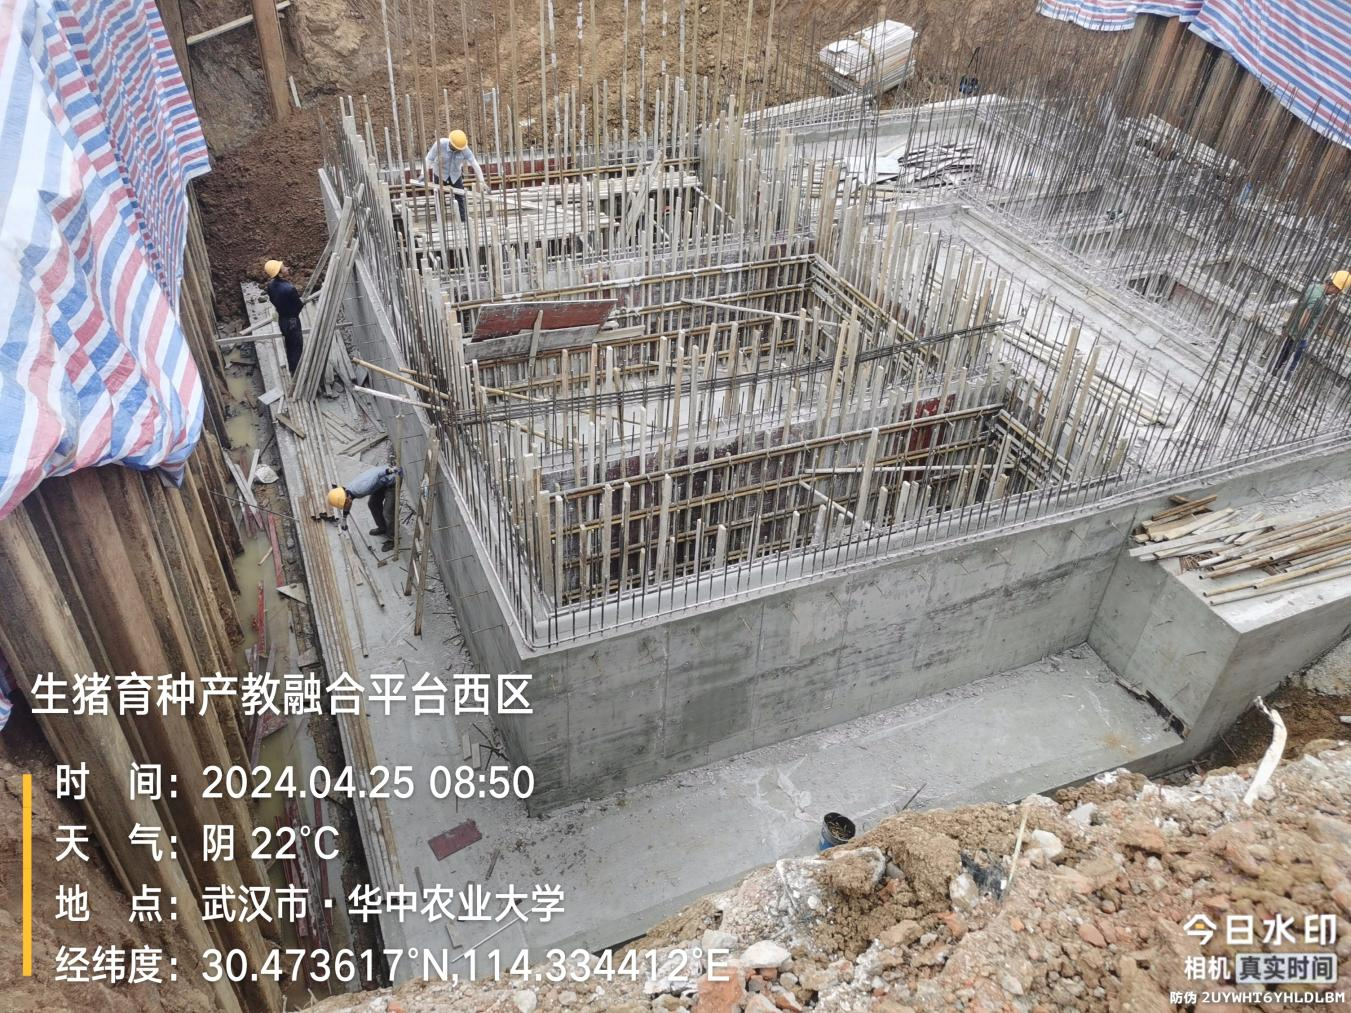 生猪育种产教融合平台西区
时 间：2024.04.25 08:50
天 气：阴 22℃
地 点：武汉市·华中农业大学
经纬度：30.473617°N,114.334412°E
今日水印
相机 真实时间
防伪 2UYWHT6YHLDLBM